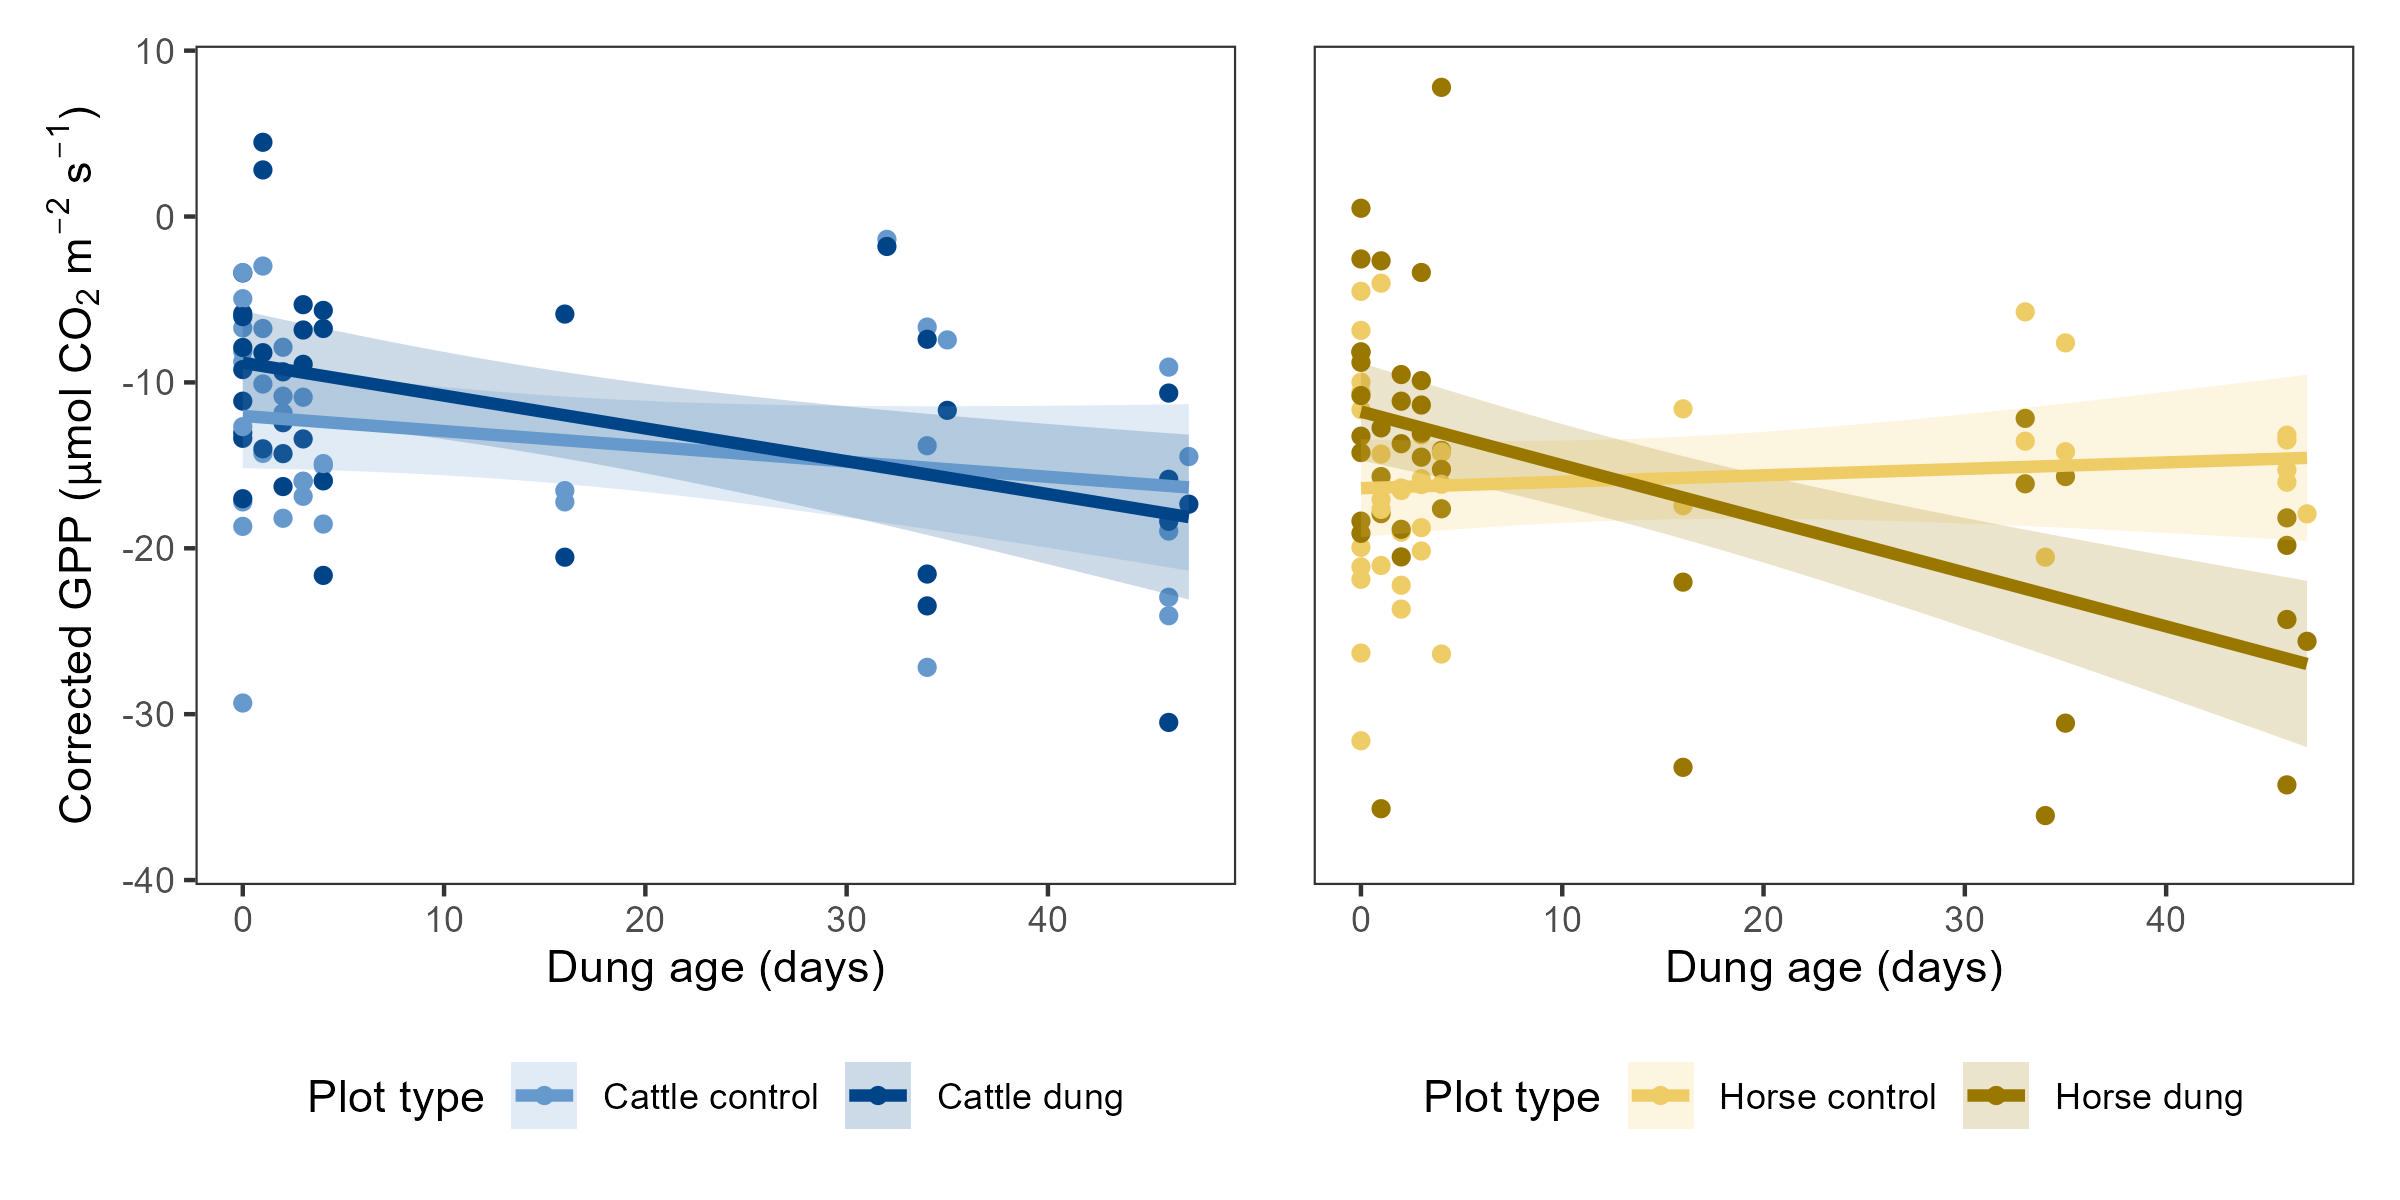 Corrected GPP (µmol CO₂ m⁻² s⁻¹)
10
0
-10
-20
-30
-40
0 10 20 30 40
Dung age (days)
0 10 20 30 40
Dung age (days)
Plot type Cattle control Cattle dung
Plot type Horse control Horse dung